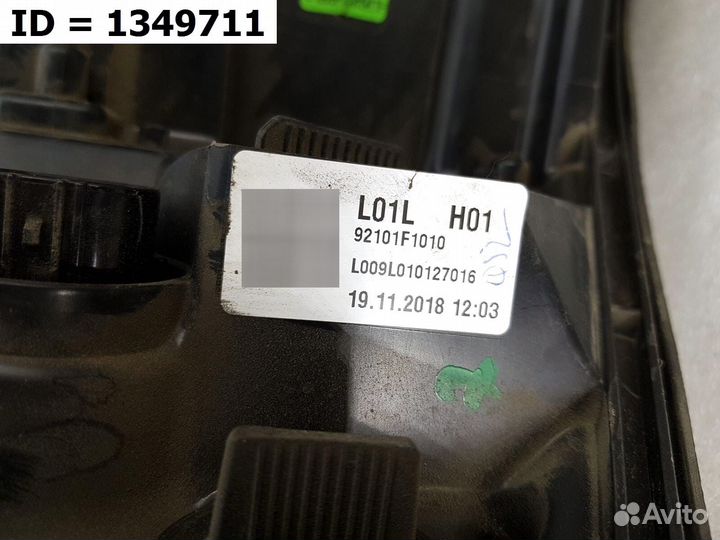 ID = 1349711
L01L H01
92101F1010
L009L010127016
19.11.2018 12:03
Avito